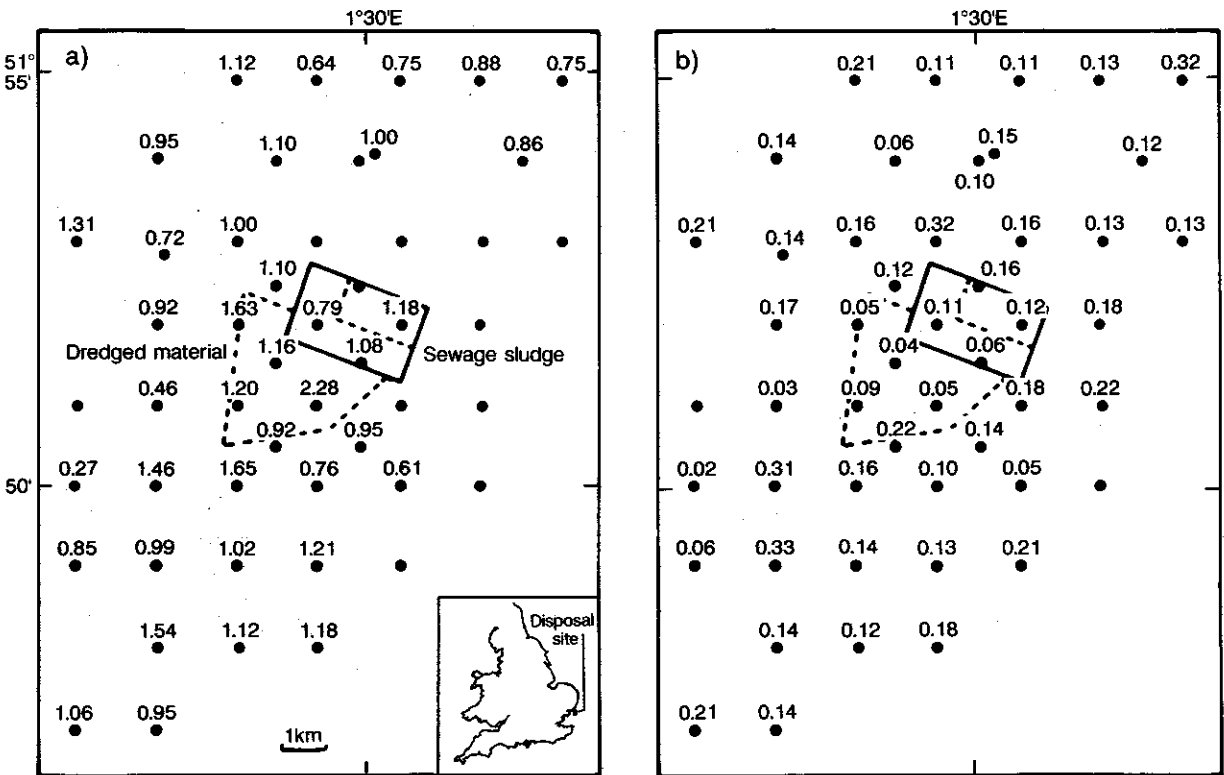 1°30'E
a)
51°
55'
1.12 0.64 0.75 0.88 0.75
0.95 1.10 1.00 0.86
1.31 0.72 1.00
1.10
0.92 1.63 0.79 1.18
Dredged material 1.16 1.08 Sewage sludge
0.46 1.20 2.28
0.92 0.95
50' 0.27 1.46 1.65 0.76 0.61
0.85 0.99 1.02 1.21
1.54 1.12 1.18
1.06 0.95
1km
Disposal
site
1°30'E
b)
0.21 0.11 0.11 0.13 0.32
0.14 0.06 0.15 0.12
0.10
0.21 0.14 0.16 0.32 0.16 0.13 0.13
0.12 0.16
0.17 0.05 0.11 0.12 0.18
0.04 0.06
0.03 0.09 0.05 0.18 0.22
0.22 0.14
0.02 0.31 0.16 0.10 0.05
0.06 0.33 0.14 0.13 0.21
0.14 0.12 0.18
0.21 0.14